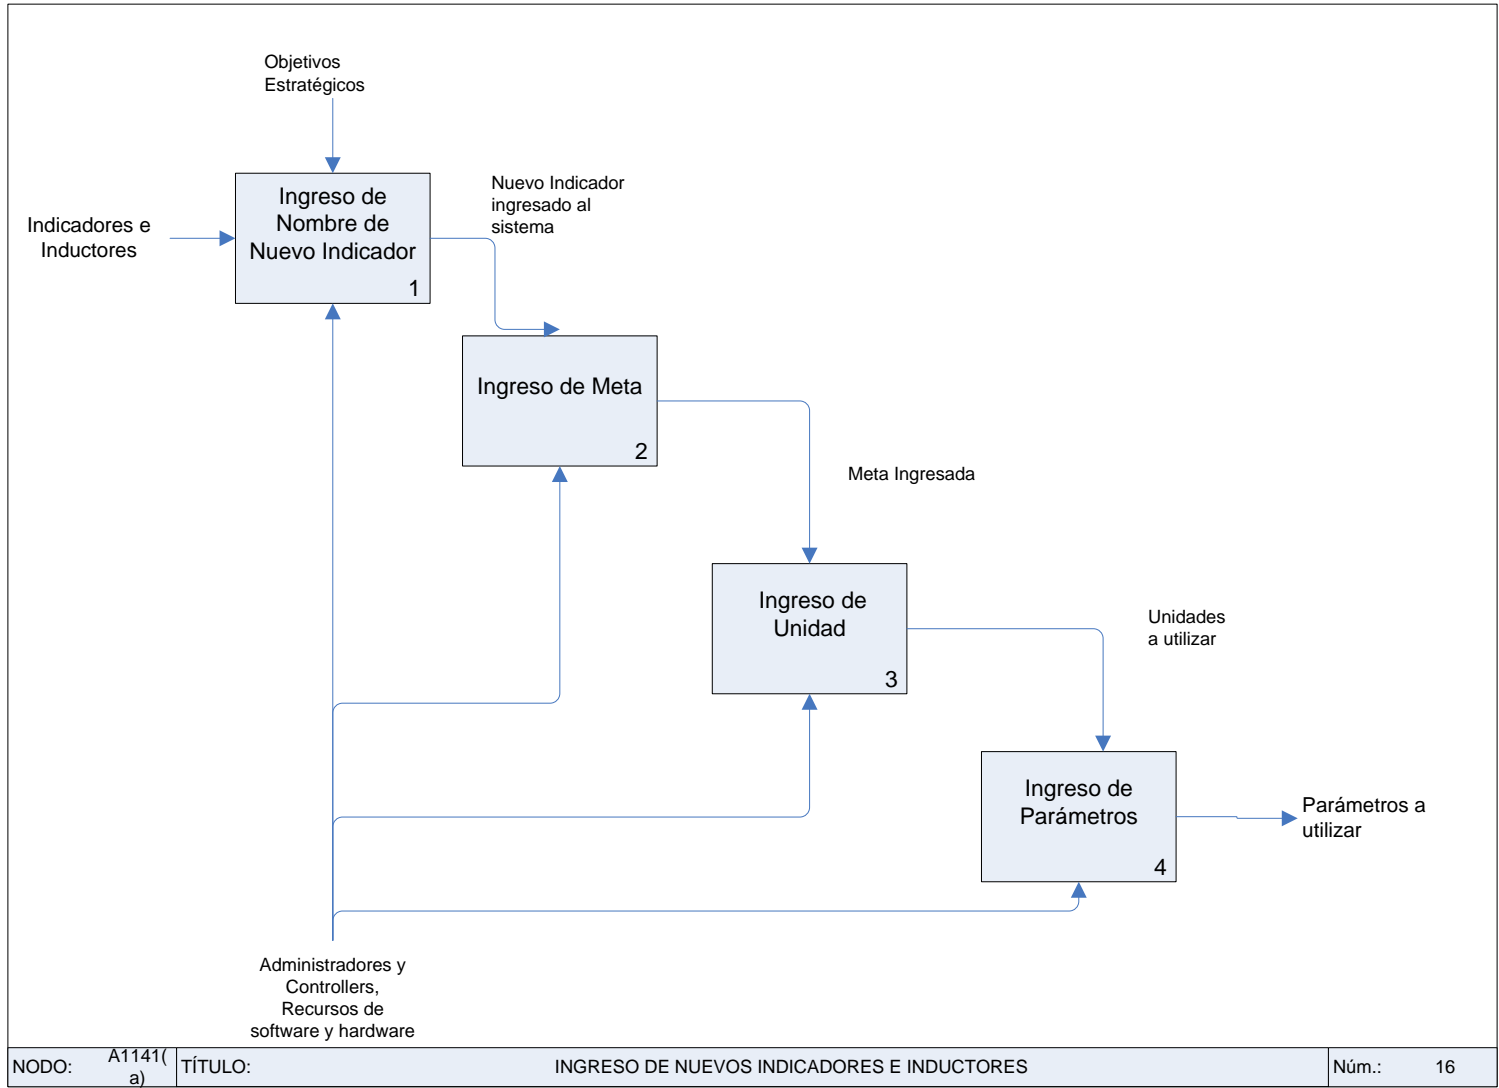 Objetivos
Estratégicos
Ingreso de
Nombre de
Nuevo Indicador
1
Nuevo Indicador
ingresado al
sistema
Indicadores e
Inductores
Ingreso de Meta
2
Meta Ingresada
Ingreso de
Unidad
3
Unidades
a utilizar
Ingreso de
Parámetros
4
Parámetros a
utilizar
Administradores y
Controllers,
Recursos de
software y hardware
NODO:
A1141(
a)
TÍTULO:
INGRESO DE NUEVOS INDICADORES E INDUCTORES
Núm.:
16